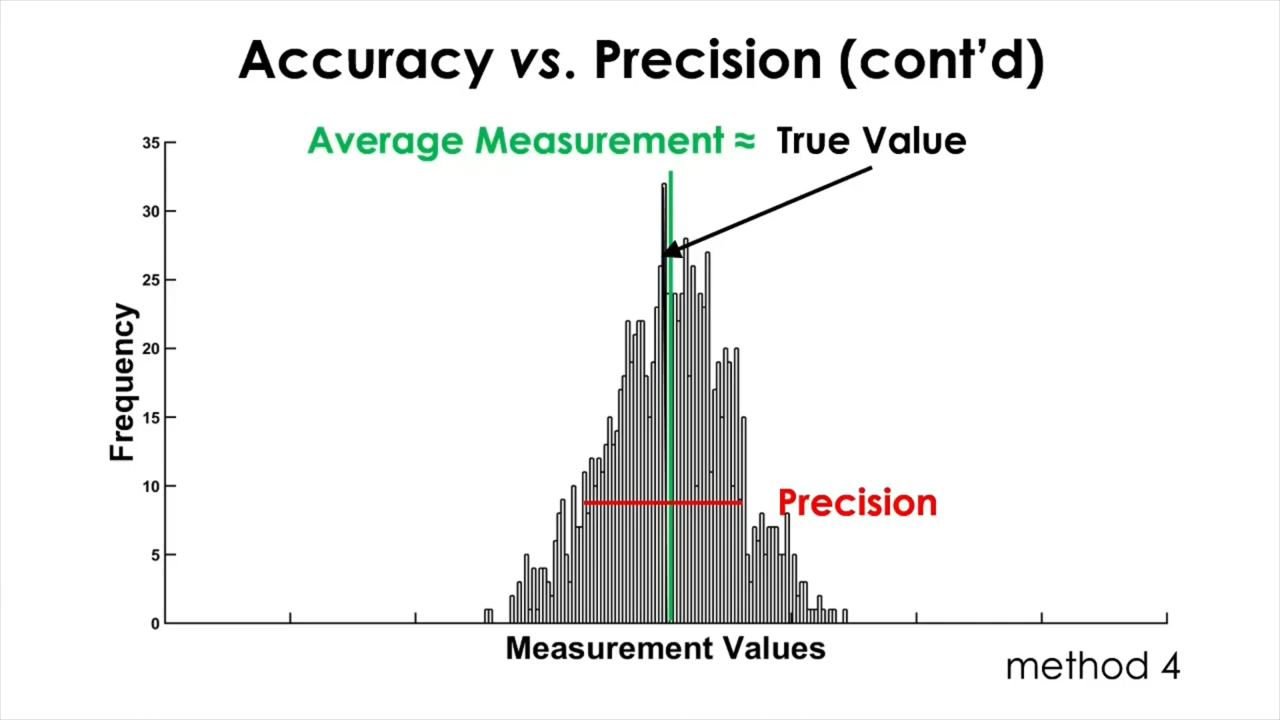 Accuracy vs. Precision (cont’d)
Average Measurement ≈ True Value
35
30
25
20
15
10
5
0
Frequency
Precision
Measurement Values
method 4